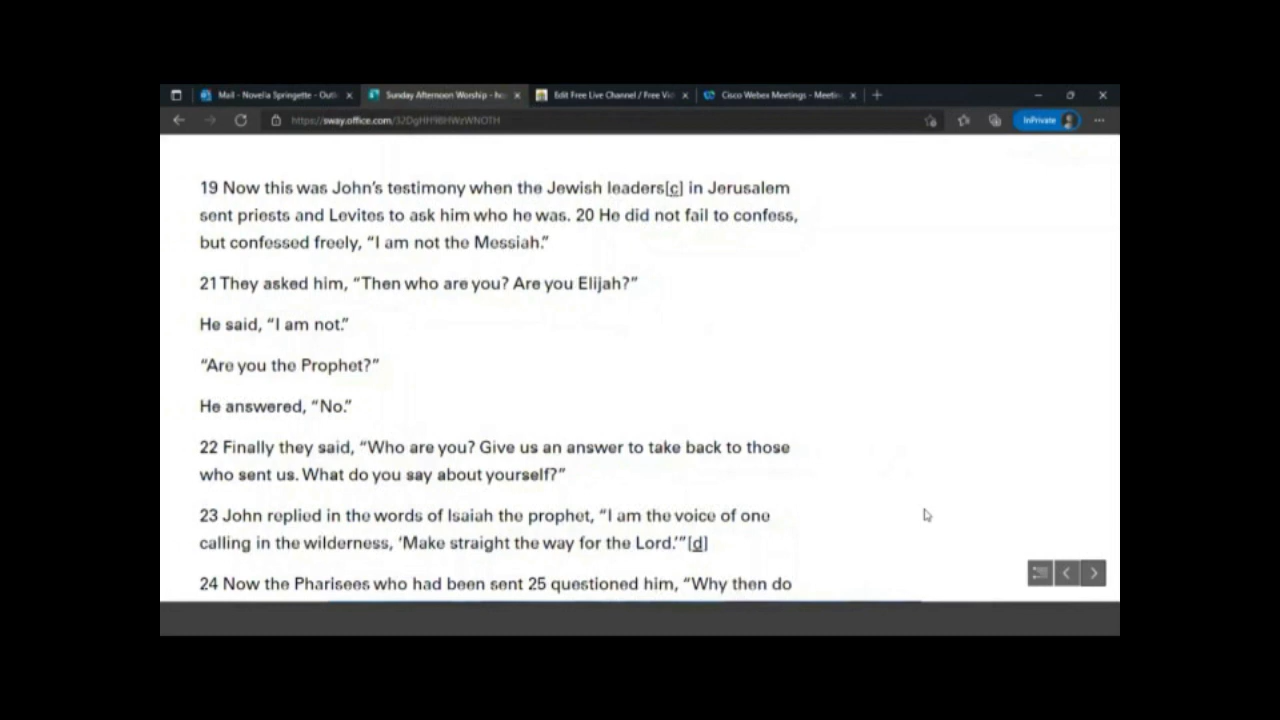 Mail - Novelia Springette - Outl
Sunday Afternoon Worship - h
Edit Free Live Channel / Free Vi
Cisco Webex Meetings - Meetin
https://sway.office.com/
InPrivate
19 Now this was John’s testimony when the Jewish leaders[c] in Jerusalem
sent priests and Levites to ask him who he was. 20 He did not fail to confess,
but confessed freely, “I am not the Messiah.”
21 They asked him, “Then who are you? Are you Elijah?”
He said, “I am not.”
“Are you the Prophet?”
He answered, “No.”
22 Finally they said, “Who are you? Give us an answer to take back to those
who sent us. What do you say about yourself?”
23 John replied in the words of Isaiah the prophet, “I am the voice of one
calling in the wilderness, ‘Make straight the way for the Lord.’”[d]
24 Now the Pharisees who had been sent 25 questioned him, “Why then do